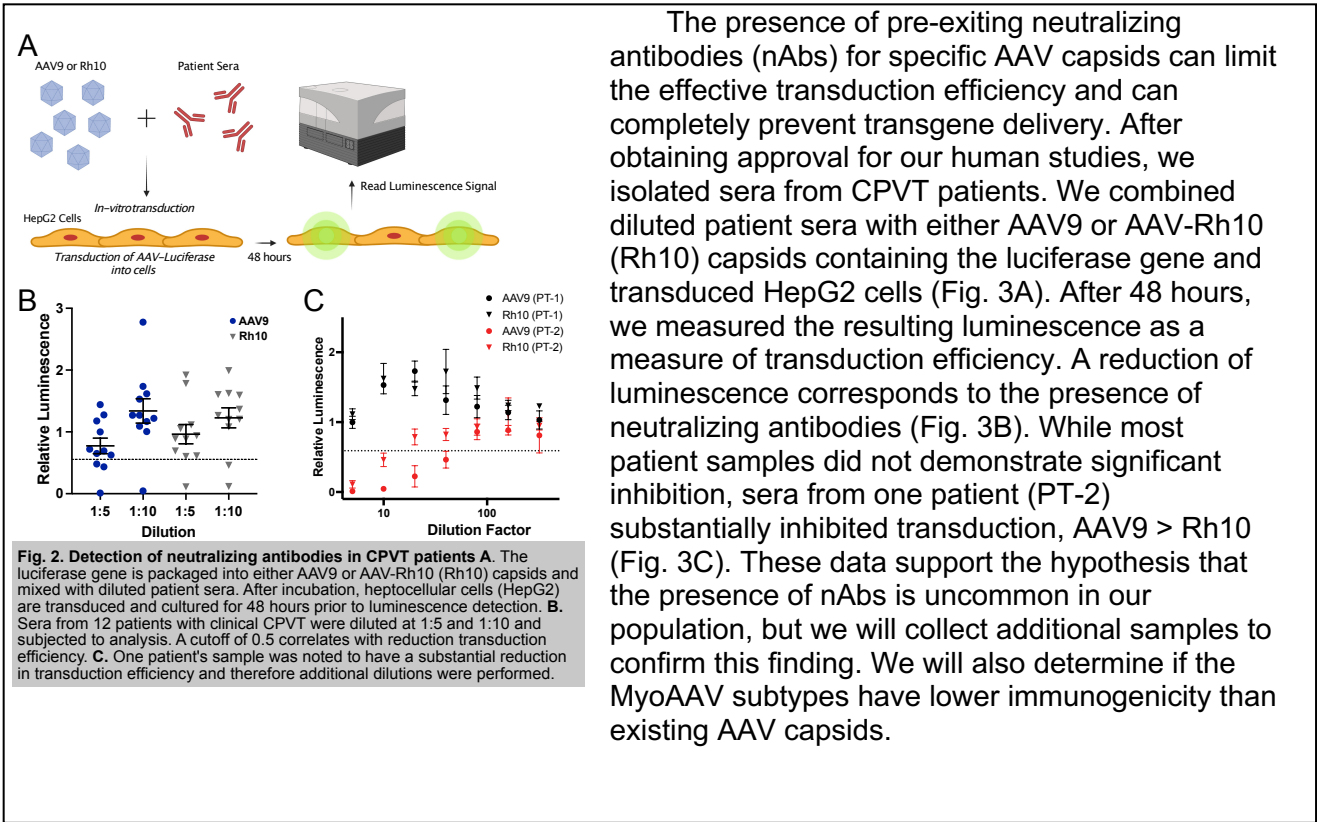 A
AAV9 or Rh10
Patient Sera
+
In-vitro transduction
Read Luminescence Signal
HepG2 Cells
Transduction of AAV-Luciferase
into cells
48 hours
B
3
2
1
0
Relative Luminescence
AAV9
Rh10
1:5 1:10 1:5 1:10
Dilution
C
AAV9 (PT-1)
Rh10 (PT-1)
AAV9 (PT-2)
Rh10 (PT-2)
2
1
0
Relative Luminescence
10 100
Dilution Factor
Fig. 2. Detection of neutralizing antibodies in CPVT patients A. The
luciferase gene is packaged into either AAV9 or AAV-Rh10 (Rh10) capsids and
mixed with diluted patient sera. After incubation, heptocellular cells (HepG2)
are transduced and cultured for 48 hours prior to luminescence detection. B.
Sera from 12 patients with clinical CPVT were diluted at 1:5 and 1:10 and
subjected to analysis. A cutoff of 0.5 correlates with reduction transduction
efficiency. C. One patient's sample was noted to have a substantial reduction
in transduction efficiency and therefore additional dilutions were performed.
The presence of pre-exiting neutralizing
antibodies (nAbs) for specific AAV capsids can limit
the effective transduction efficiency and can
completely prevent transgene delivery. After
obtaining approval for our human studies, we
isolated sera from CPVT patients. We combined
diluted patient sera with either AAV9 or AAV-Rh10
(Rh10) capsids containing the luciferase gene and
transduced HepG2 cells (Fig. 3A). After 48 hours,
we measured the resulting luminescence as a
measure of transduction efficiency. A reduction of
luminescence corresponds to the presence of
neutralizing antibodies (Fig. 3B). While most
patient samples did not demonstrate significant
inhibition, sera from one patient (PT-2)
substantially inhibited transduction, AAV9 > Rh10
(Fig. 3C). These data support the hypothesis that
the presence of nAbs is uncommon in our
population, but we will collect additional samples to
confirm this finding. We will also determine if the
MyoAAV subtypes have lower immunogenicity than
existing AAV capsids.